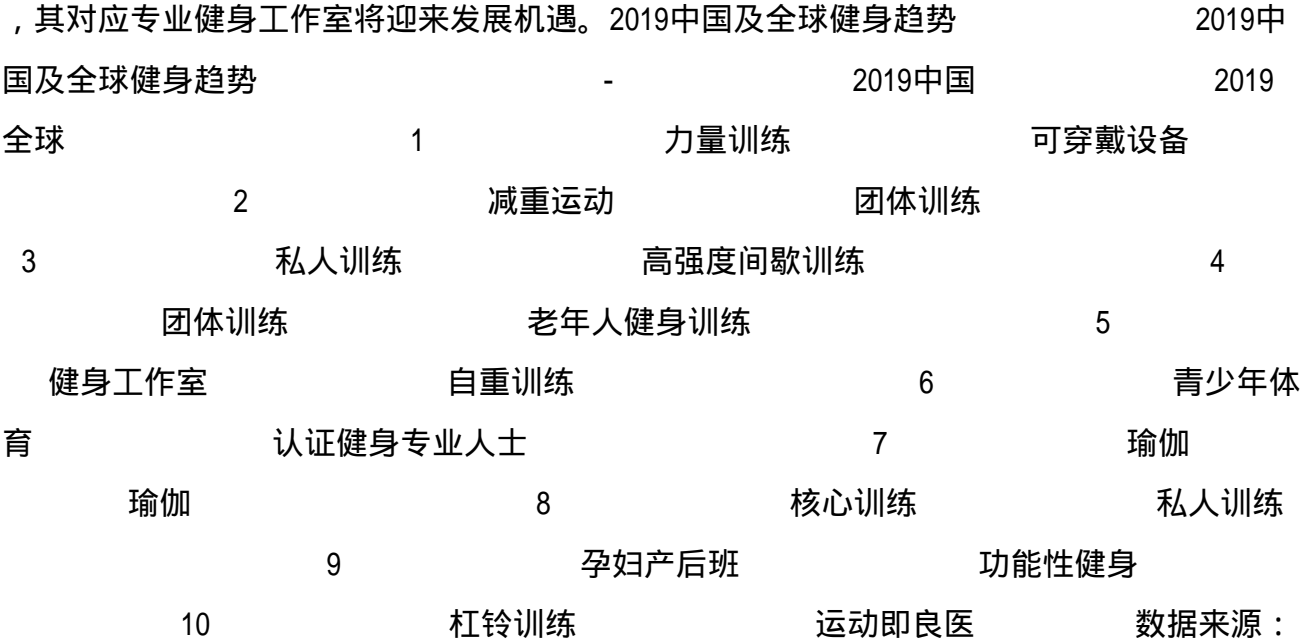 ，其对应专业健身工作室将迎来发展机遇。2019中国及全球健身趋势 2019中
国及全球健身趋势 - 2019中国 2019
全球 1 力量训练 可穿戴设备
2 减重运动 团体训练
3 私人训练 高强度间歇训练 4
团体训练 老年人健身训练 5
健身工作室 自重训练 6 青少年体
育 认证健身专业人士 7 瑜伽
瑜伽 8 核心训练 私人训练
9 孕妇产后班 功能性健身
10 杠铃训练 运动即良医 数据来源：